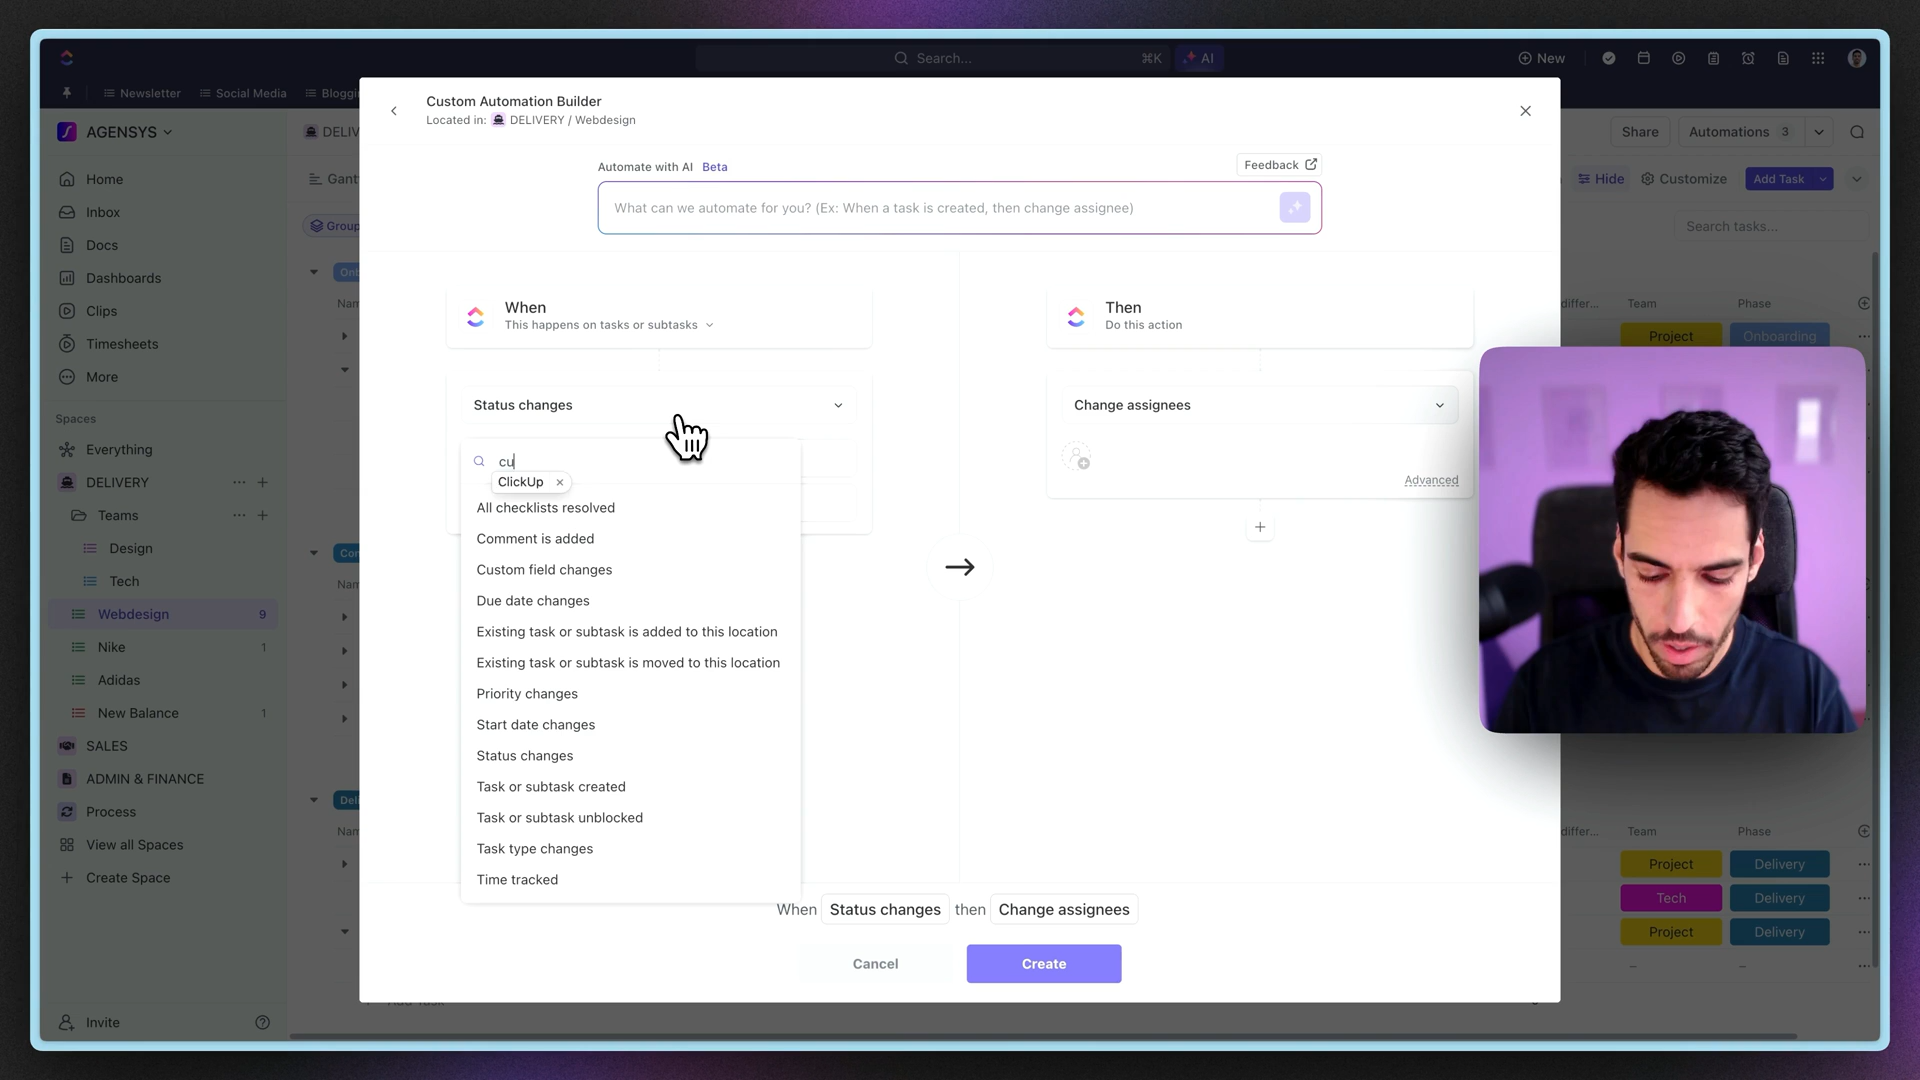 Search...
⌘K
AI
New
Newsletter
Social Media
Bloggi
AGENSYS
Home
Inbox
Docs
Dashboards
Clips
Timesheets
More
Spaces
Everything
DELIVERY
Teams
Design
Tech
Webdesign 9
Nike 1
Adidas
New Balance 1
SALES
ADMIN & FINANCE
Process
View all Spaces
Create Space
Invite
DELIV
Gantt
Group
Onb
Nam
Con
Nam
Deli
Nam
Custom Automation Builder
Located in: DELIVERY / Webdesign
Automate with AI Beta
Feedback
What can we automate for you? (Ex: When a task is created, then change assignee)
When
This happens on tasks or subtasks
Status changes
cu
ClickUp ×
All checklists resolved
Comment is added
Custom field changes
Due date changes
Existing task or subtask is added to this location
Existing task or subtask is moved to this location
Priority changes
Start date changes
Status changes
Task or subtask created
Task or subtask unblocked
Task type changes
Time tracked
Then
Do this action
Change assignees
Advanced
When Status changes then Change assignees
Cancel
Create
Share
Automations 3
Hide
Customize
Add Task
Search tasks...
differ... Team Phase
Project Onboarding
differ... Team Phase
Project Delivery
Tech Delivery
Project Delivery
– –